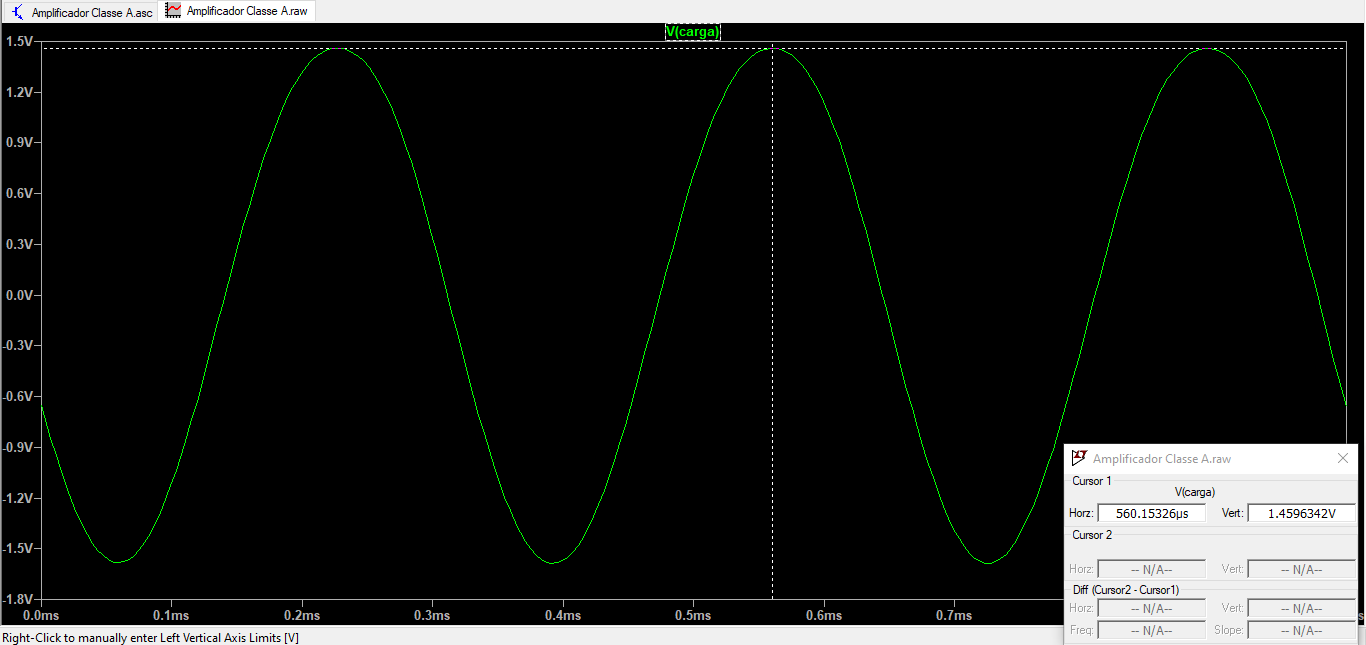 Amplificador Classe A.asc
Amplificador Classe A.raw
V(carga)
1.5V
1.2V
0.9V
0.6V
0.3V
0.0V
-0.3V
-0.6V
-0.9V
-1.2V
-1.5V
-1.8V
0.0ms 0.1ms 0.2ms 0.3ms 0.4ms 0.5ms 0.6ms 0.7ms
Amplificador Classe A.raw
Cursor 1
V(carga)
Horz: 560.15326µs Vert: 1.4596342V
Cursor 2
Horz: -- N/A-- Vert: -- N/A--
Diff (Cursor2 - Cursor1)
Horz: -- N/A-- Vert: -- N/A--
Freq: -- N/A-- Slope: -- N/A--
Right-Click to manually enter Left Vertical Axis Limits [V]